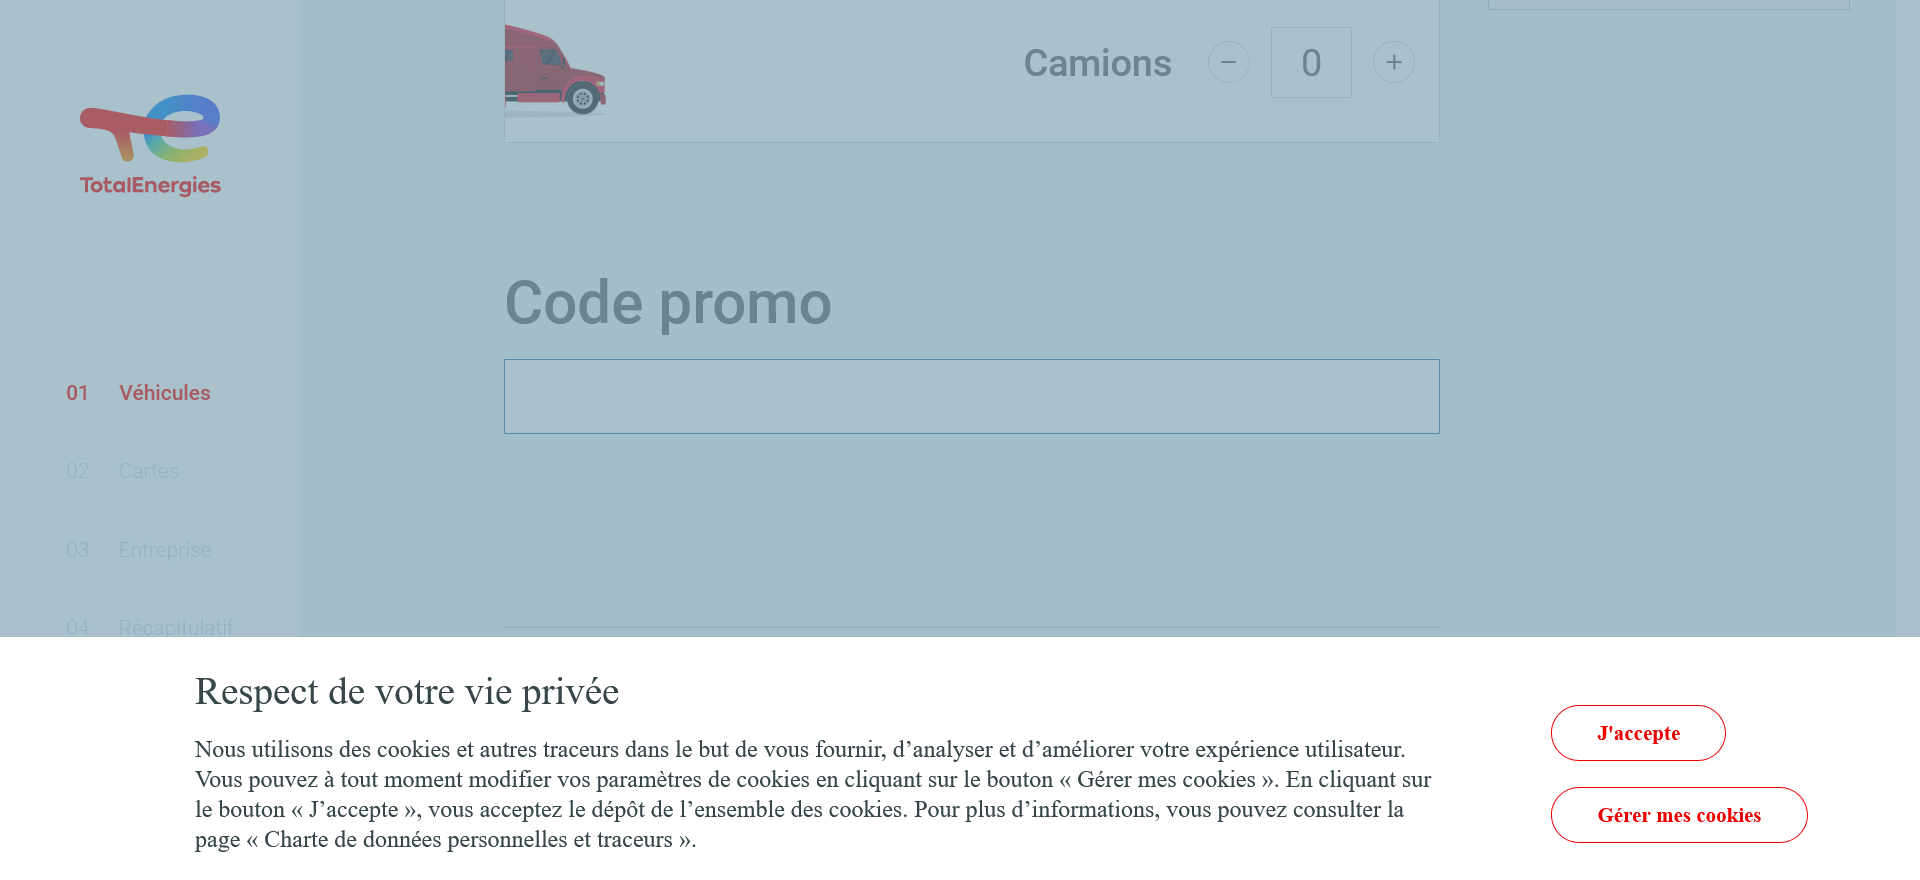 Camions
0
TotalEnergies
Code promo
01 Véhicules
02 Cartes
03 Entreprise
04 Récapitulatif
Respect de votre vie privée
Nous utilisons des cookies et autres traceurs dans le but de vous fournir, d’analyser et d’améliorer votre expérience utilisateur.
Vous pouvez à tout moment modifier vos paramètres de cookies en cliquant sur le bouton « Gérer mes cookies ». En cliquant sur
le bouton « J’accepte », vous acceptez le dépôt de l’ensemble des cookies. Pour plus d’informations, vous pouvez consulter la
page « Charte de données personnelles et traceurs ».
J'accepte
Gérer mes cookies